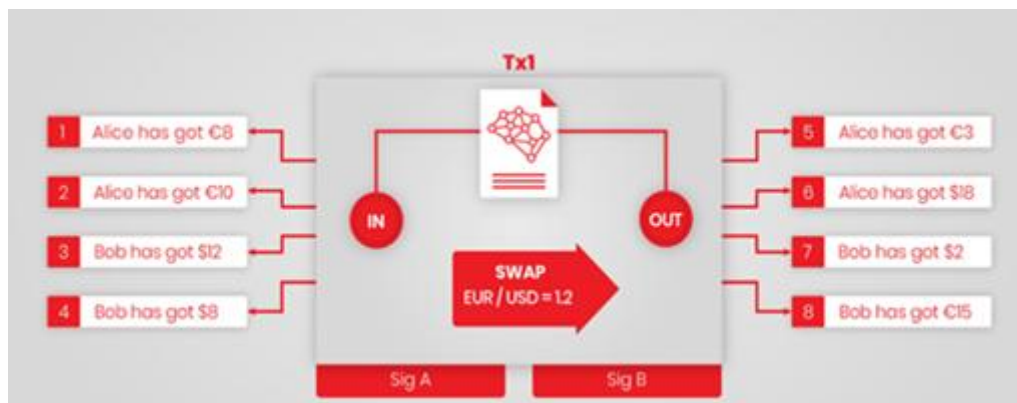 Tx1
1 Alice has got €8
2 Alice has got €10
3 Bob has got $12
4 Bob has got $8
IN
OUT
SWAP
EUR / USD = 1.2
5 Alice has got €3
6 Alice has got $18
7 Bob has got $2
8 Bob has got €15
Sig A
Sig B